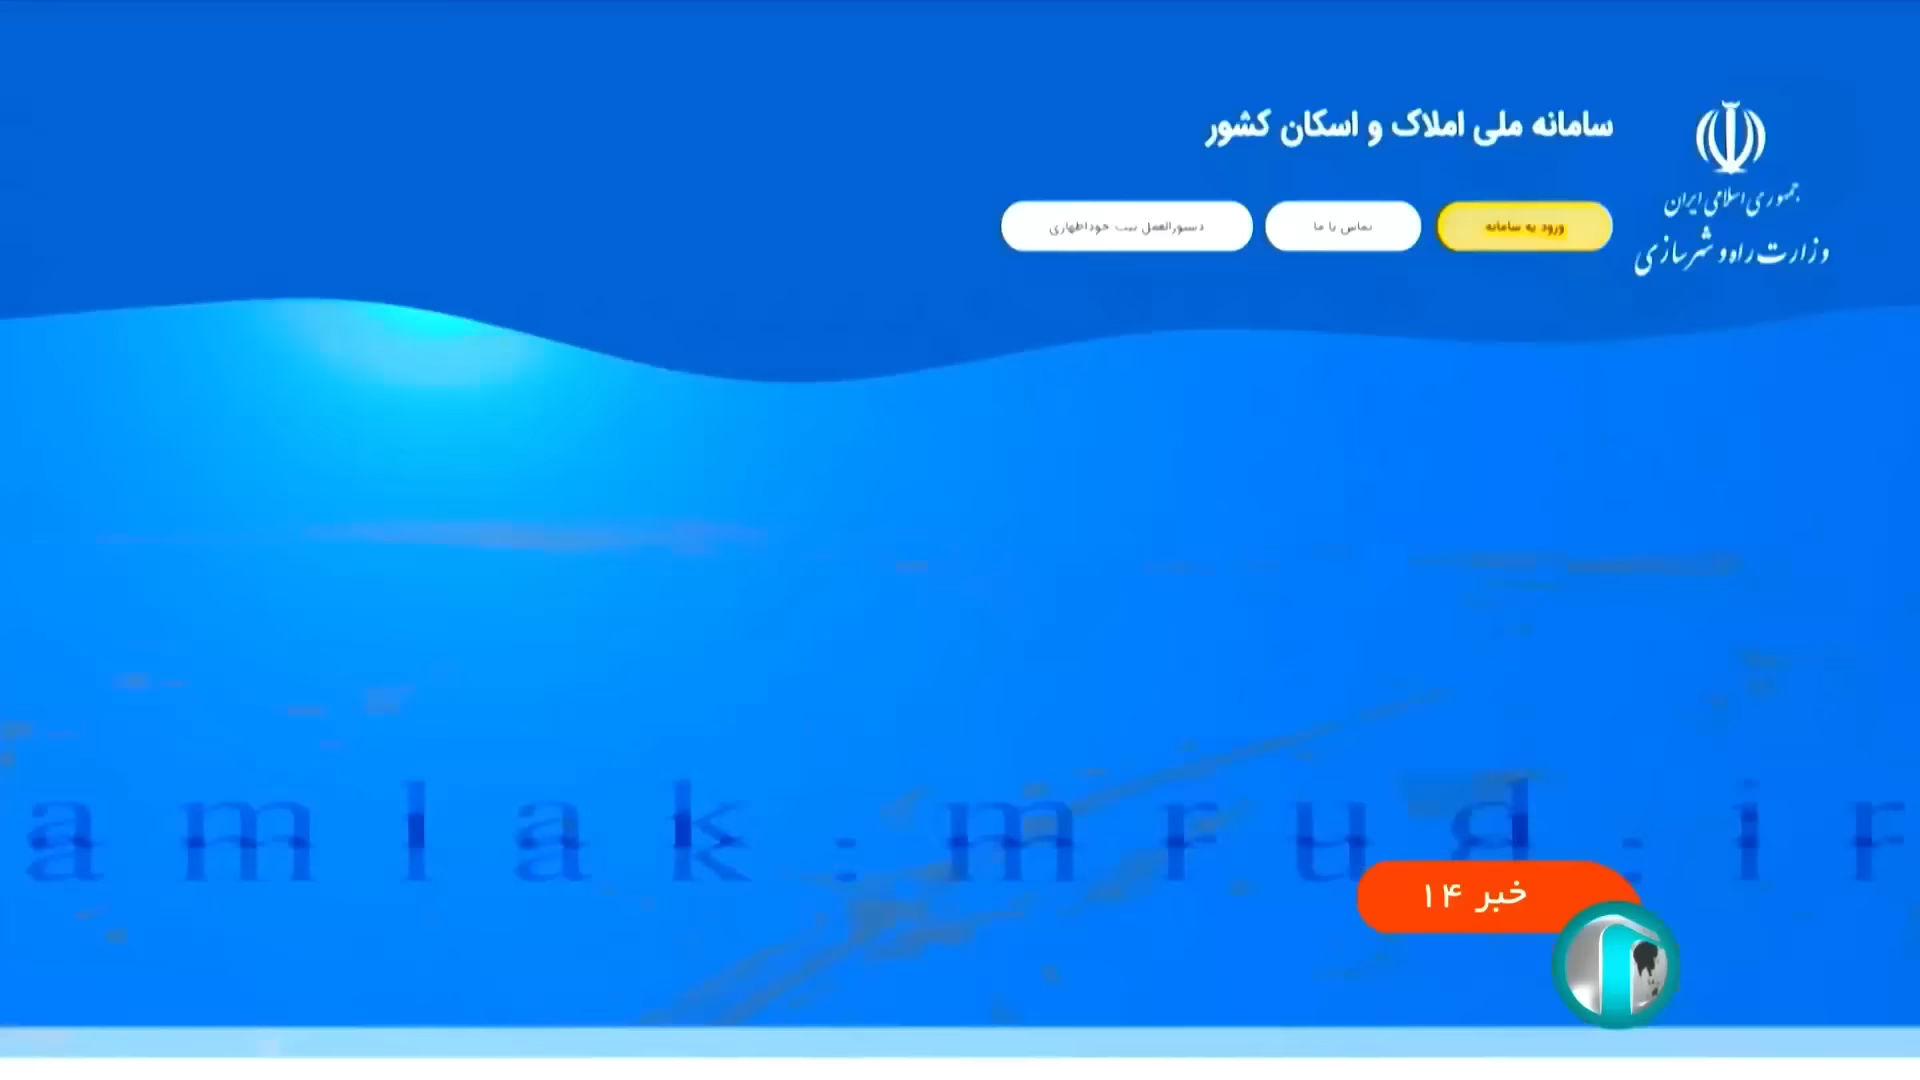 سامانه ملی املاک و اسکان کشور
جمهوری اسلامی ایران
وزارت راه و شهرسازی
ورود به سامانه
تماس با ما
دستورالعمل ثبت خوداظهاری
amlak.mrud.ir
خبر ۱۴